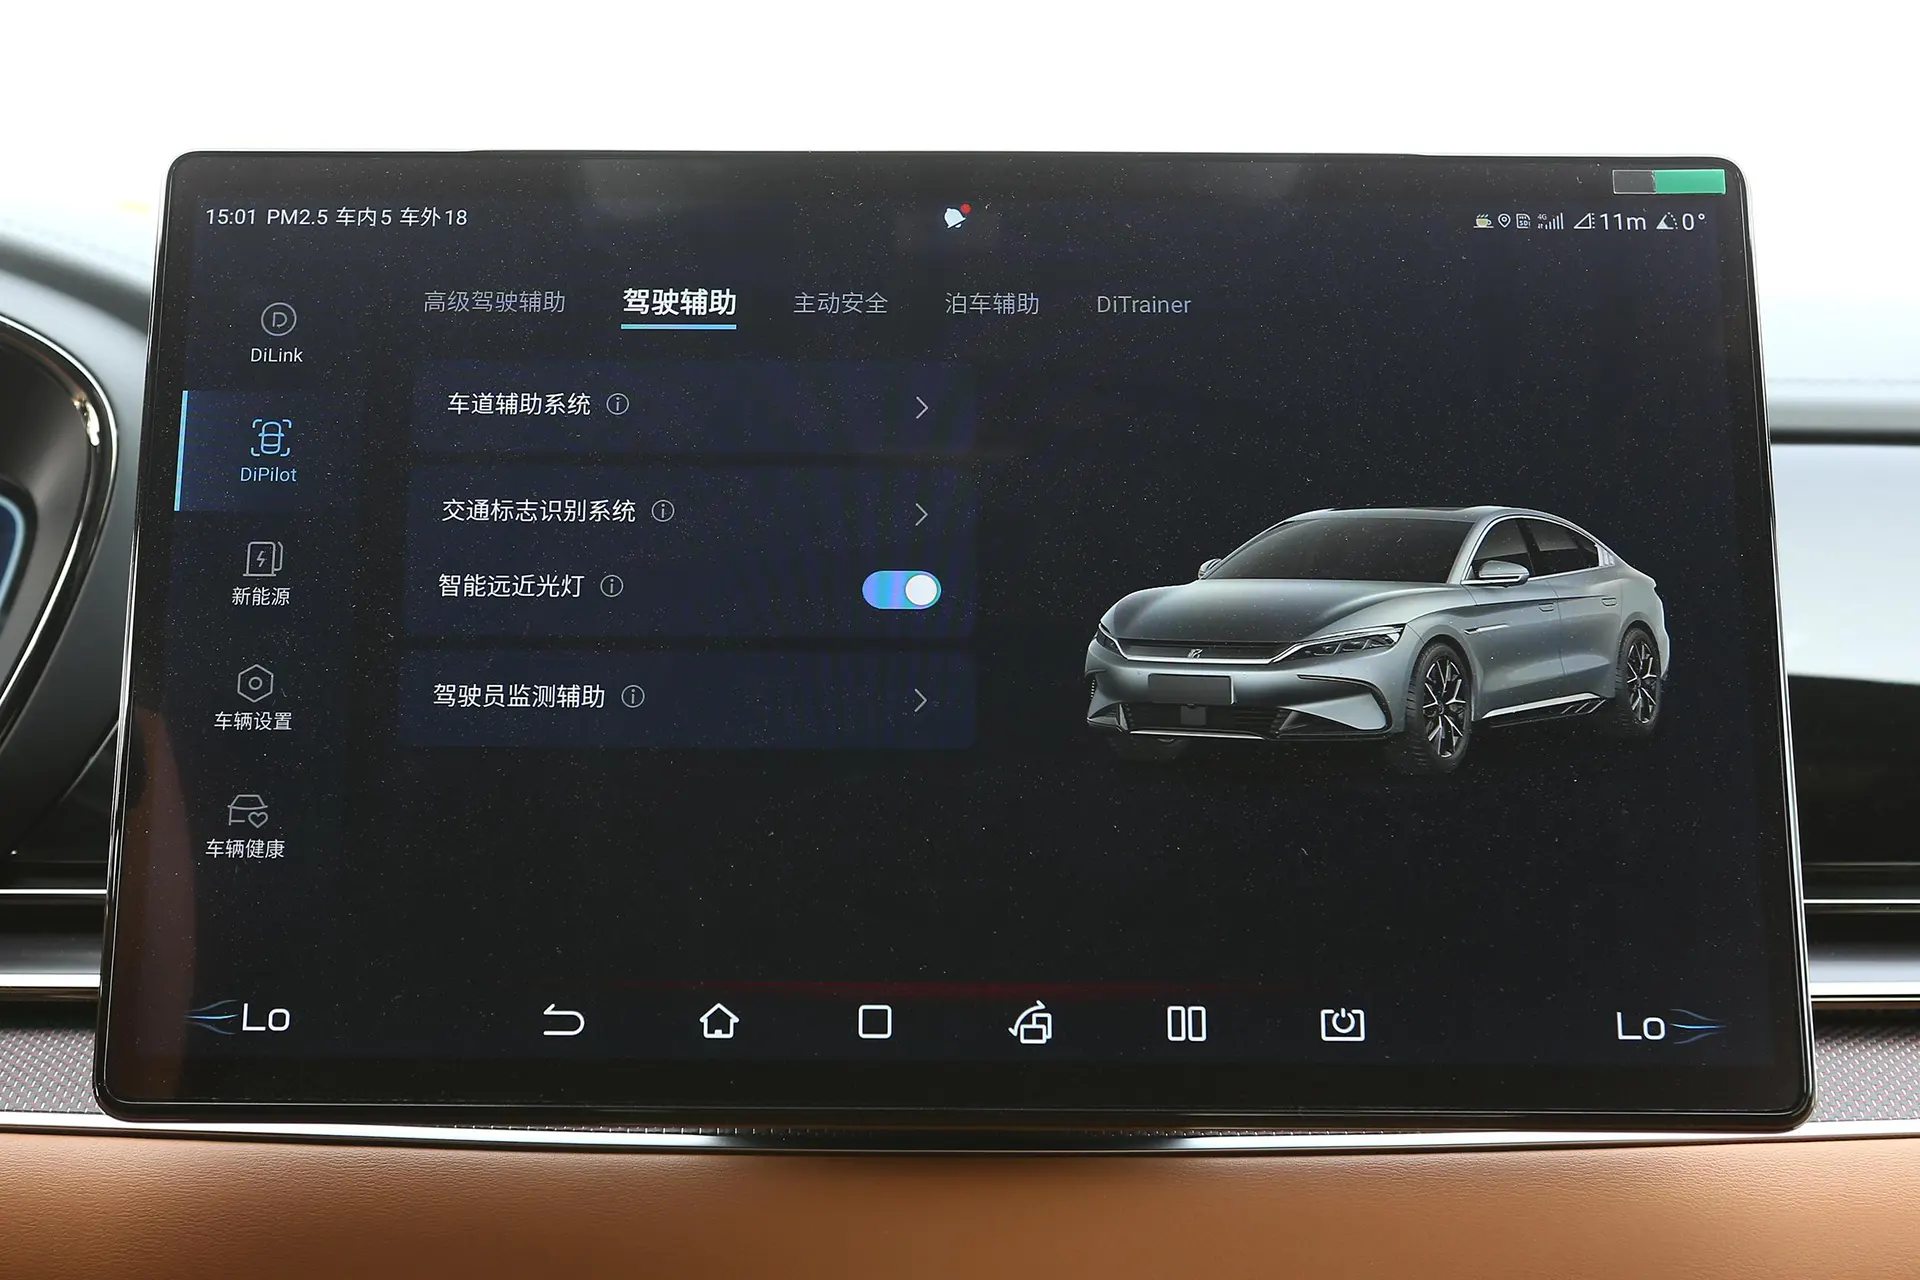 15:01 PM2.5 车内5 车外18
4G 11m 0°
高级驾驶辅助 驾驶辅助 主动安全 泊车辅助 DiTrainer
DiLink
DiPilot
新能源
车辆设置
车辆健康
车道辅助系统
交通标志识别系统
智能远近光灯
驾驶员监测辅助
Lo
Lo